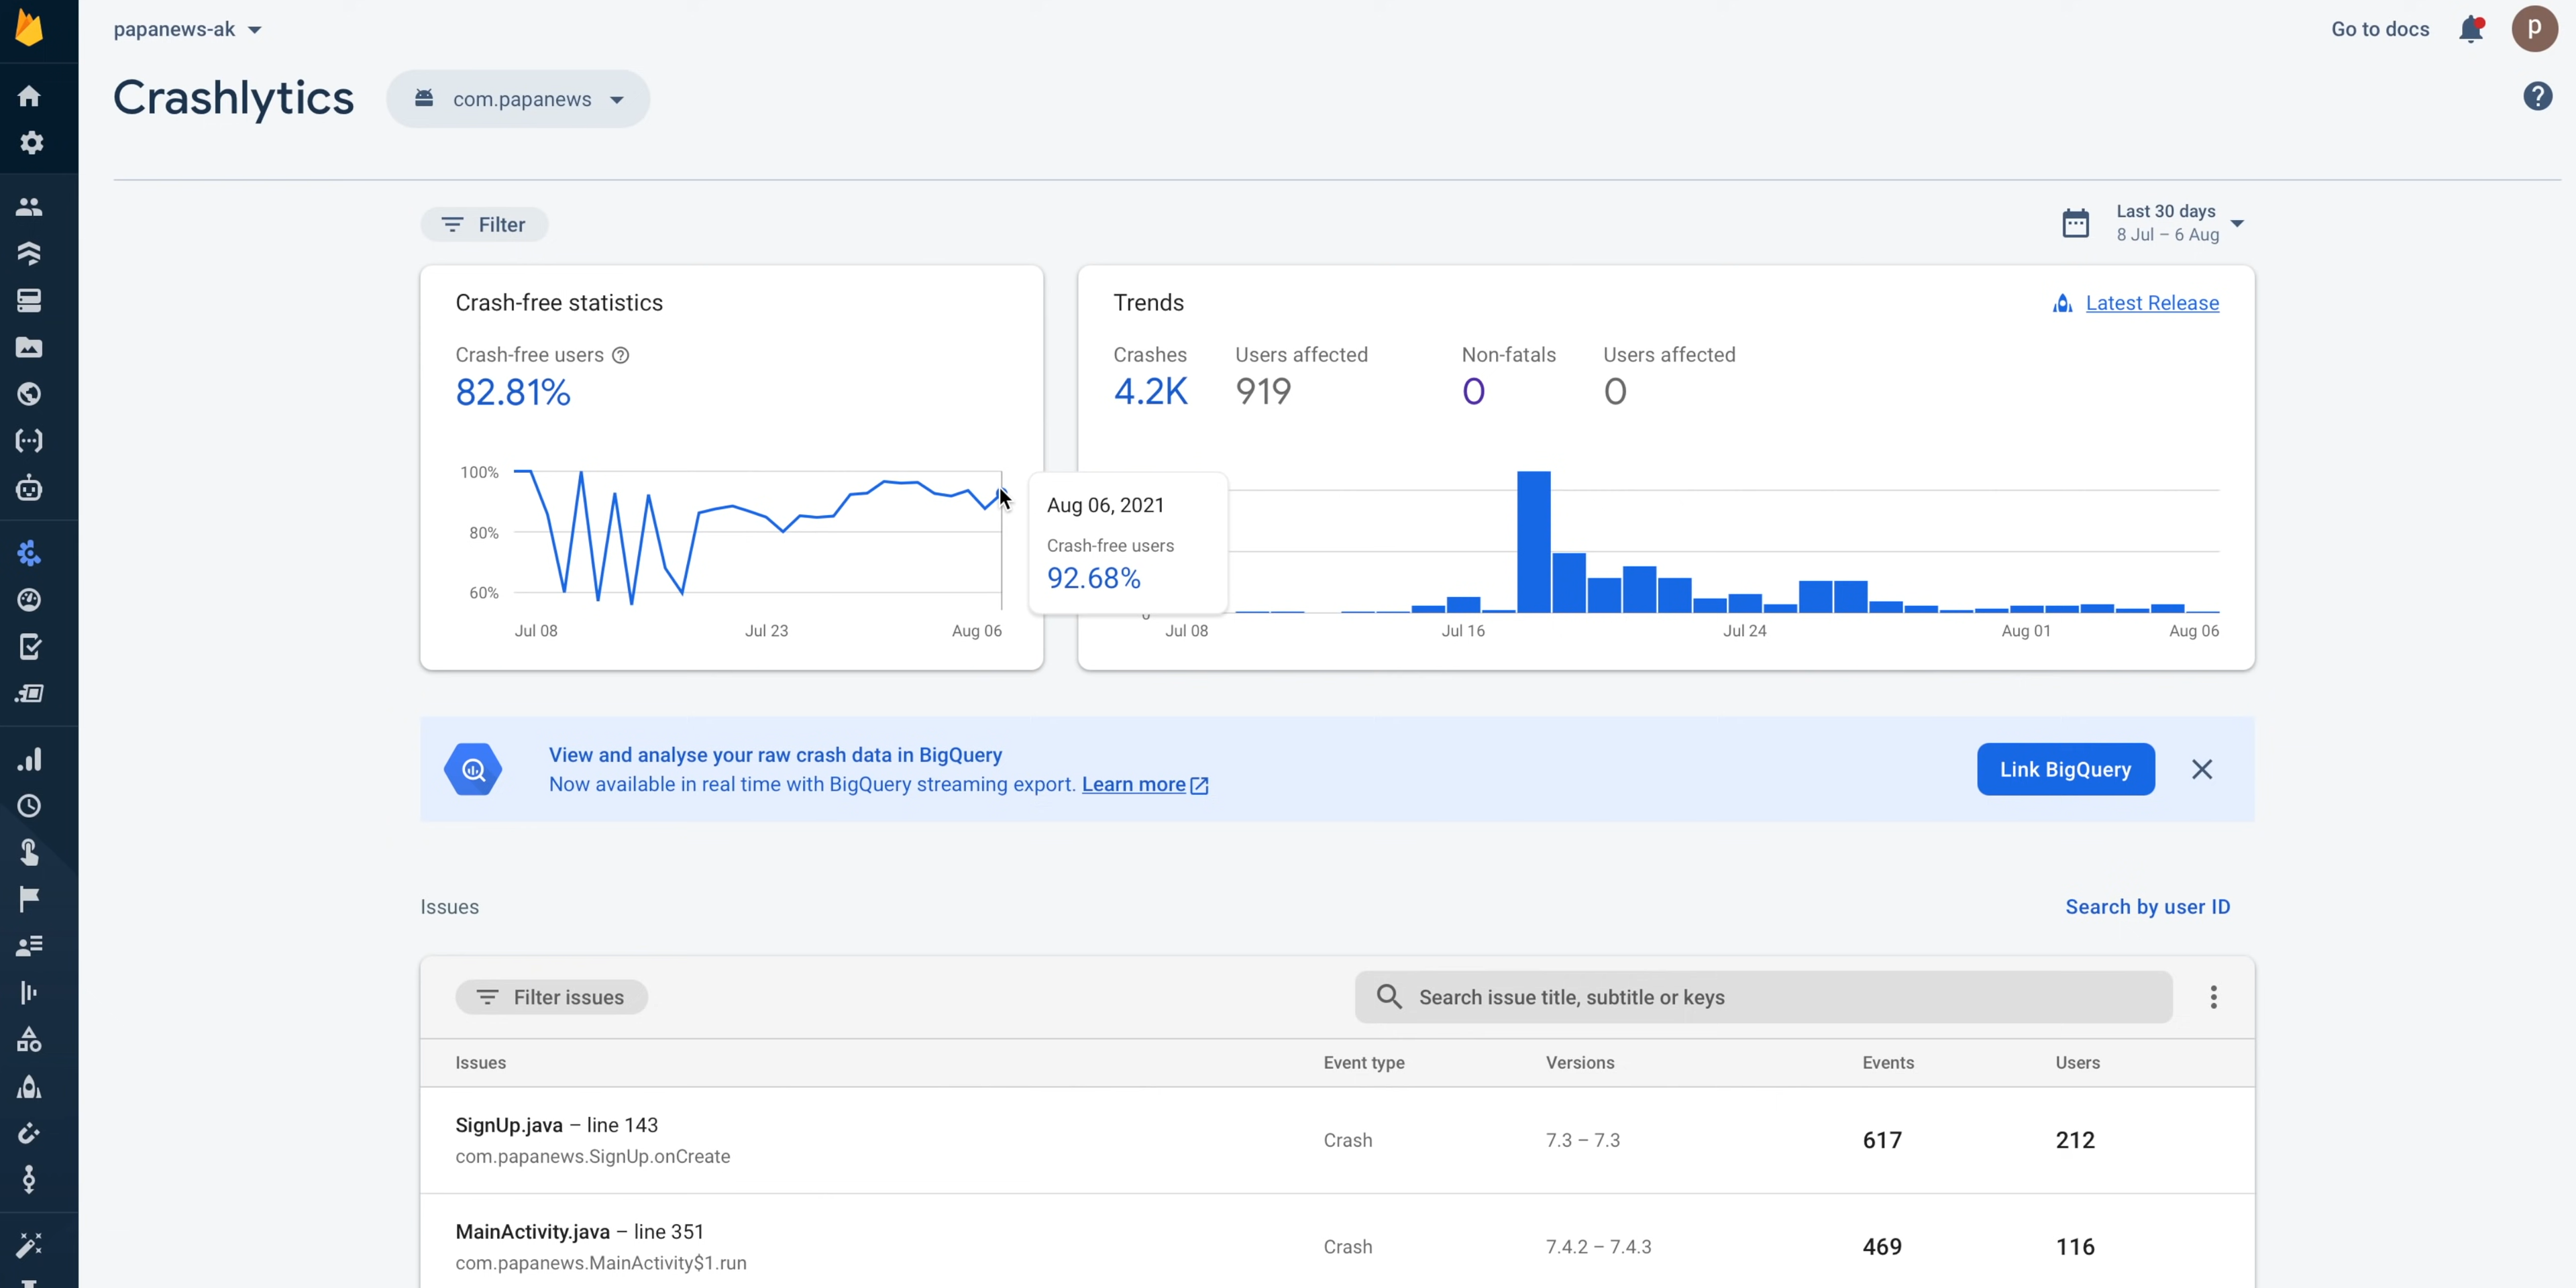 papanews-ak
Go to docs
p
Crashlytics
com.papanews
?
Filter
Last 30 days
8 Jul – 6 Aug
Crash-free statistics
Crash-free users
82.81%
100%
80%
60%
Jul 08
Jul 23
Aug 06
Trends
Latest Release
Crashes
Users affected
Non-fatals
Users affected
4.2K
919
0
0
Aug 06, 2021
Crash-free users
92.68%
0
Jul 08
Jul 16
Jul 24
Aug 01
Aug 06
View and analyse your raw crash data in BigQuery
Now available in real time with BigQuery streaming export. Learn more
Link BigQuery
Issues
Search by user ID
Filter issues
Search issue title, subtitle or keys
Issues
Event type
Versions
Events
Users
SignUp.java – line 143
com.papanews.SignUp.onCreate
Crash
7.3 – 7.3
617
212
MainActivity.java – line 351
com.papanews.MainActivity$1.run
Crash
7.4.2 – 7.4.3
469
116